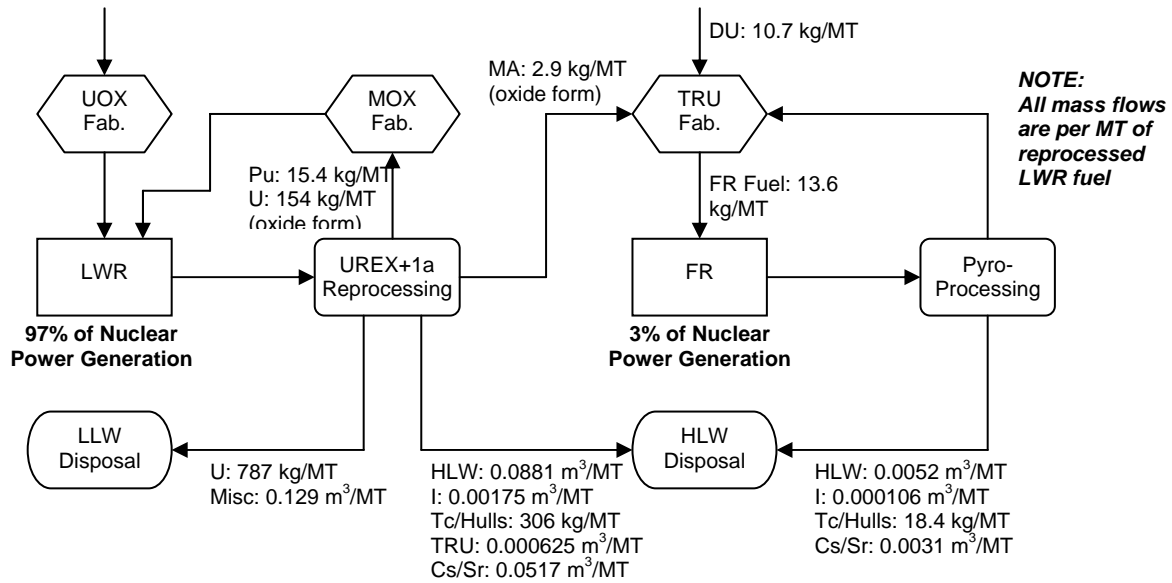 DU: 10.7 kg/MT
UOX
Fab.
MOX
Fab.
MA: 2.9 kg/MT
(oxide form)
TRU
Fab.
NOTE:
All mass flows
are per MT of
reprocessed
LWR fuel
Pu: 15.4 kg/MT
U: 154 kg/MT
(oxide form)
FR Fuel: 13.6
kg/MT
LWR
UREX+1a
Reprocessing
FR
Pyro-
Processing
97% of Nuclear
Power Generation
3% of Nuclear
Power Generation
LLW
Disposal
HLW
Disposal
U: 787 kg/MT
Misc: 0.129 m³/MT
HLW: 0.0881 m³/MT
I: 0.00175 m³/MT
Tc/Hulls: 306 kg/MT
TRU: 0.000625 m³/MT
Cs/Sr: 0.0517 m³/MT
HLW: 0.0052 m³/MT
I: 0.000106 m³/MT
Tc/Hulls: 18.4 kg/MT
Cs/Sr: 0.0031 m³/MT